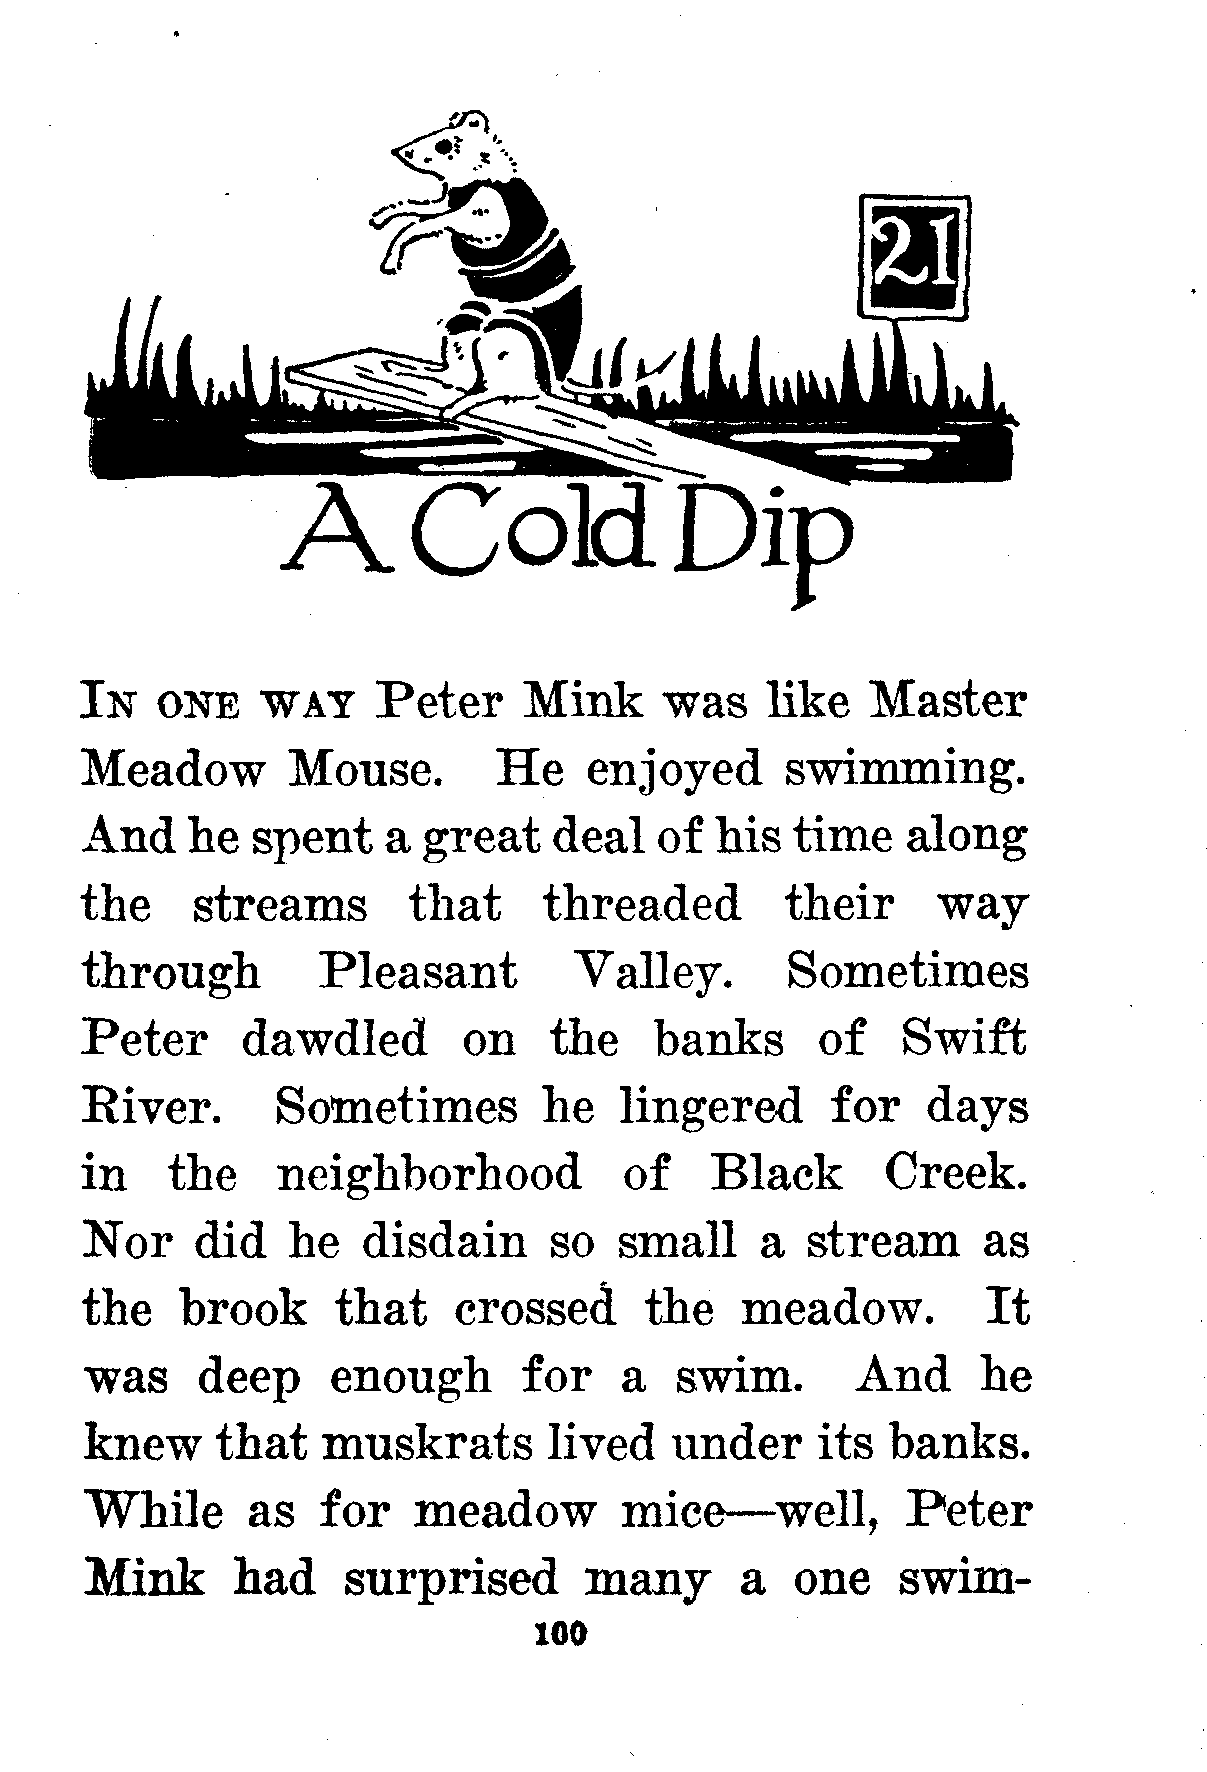 21
A Cold Dip
In one way Peter Mink was like Master
Meadow Mouse. He enjoyed swimming.
And he spent a great deal of his time along
the streams that threaded their way
through Pleasant Valley. Sometimes
Peter dawdled on the banks of Swift
River. Sometimes he lingered for days
in the neighborhood of Black Creek.
Nor did he disdain so small a stream as
the brook that crossed the meadow. It
was deep enough for a swim. And he
knew that muskrats lived under its banks.
While as for meadow mice—well, Peter
Mink had surprised many a one swim-
100